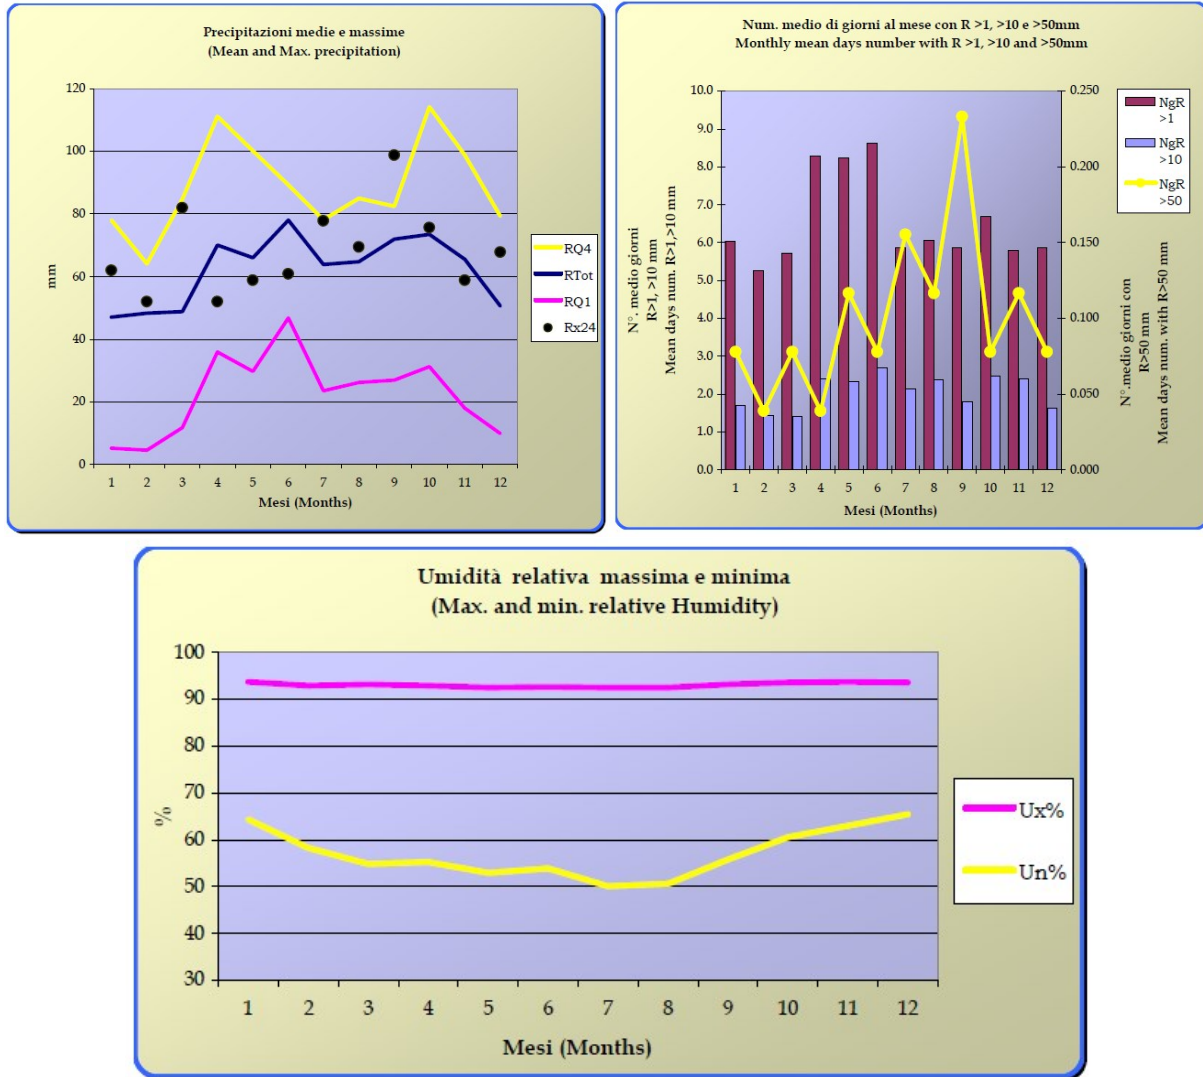 Precipitazioni medie e massime
(Mean and Max. precipitation)
120
100
80
60
40
20
0
mm
1 2 3 4 5 6 7 8 9 10 11 12
Mesi (Months)
RQ4
RTot
RQ1
Rx24
Num. medio di giorni al mese con R >1, >10 e >50mm
Monthly mean days number with R >1, >10 and >50mm
10.0
9.0
8.0
7.0
6.0
5.0
4.0
3.0
2.0
1.0
0.0
N°. medio giorni
R>1, >10 mm
Mean days num. R>1,>10 mm
1 2 3 4 5 6 7 8 9 10 11 12
Mesi (Months)
0.250
0.200
0.150
0.100
0.050
0.000
N°.medio giorni con
R>50 mm
Mean days num. with R>50 mm
NgR
>1
NgR
>10
NgR
>50
Umidità relativa massima e minima
(Max. and min. relative Humidity)
100
90
80
70
60
50
40
30
%
1 2 3 4 5 6 7 8 9 10 11 12
Mesi (Months)
Ux%
Un%